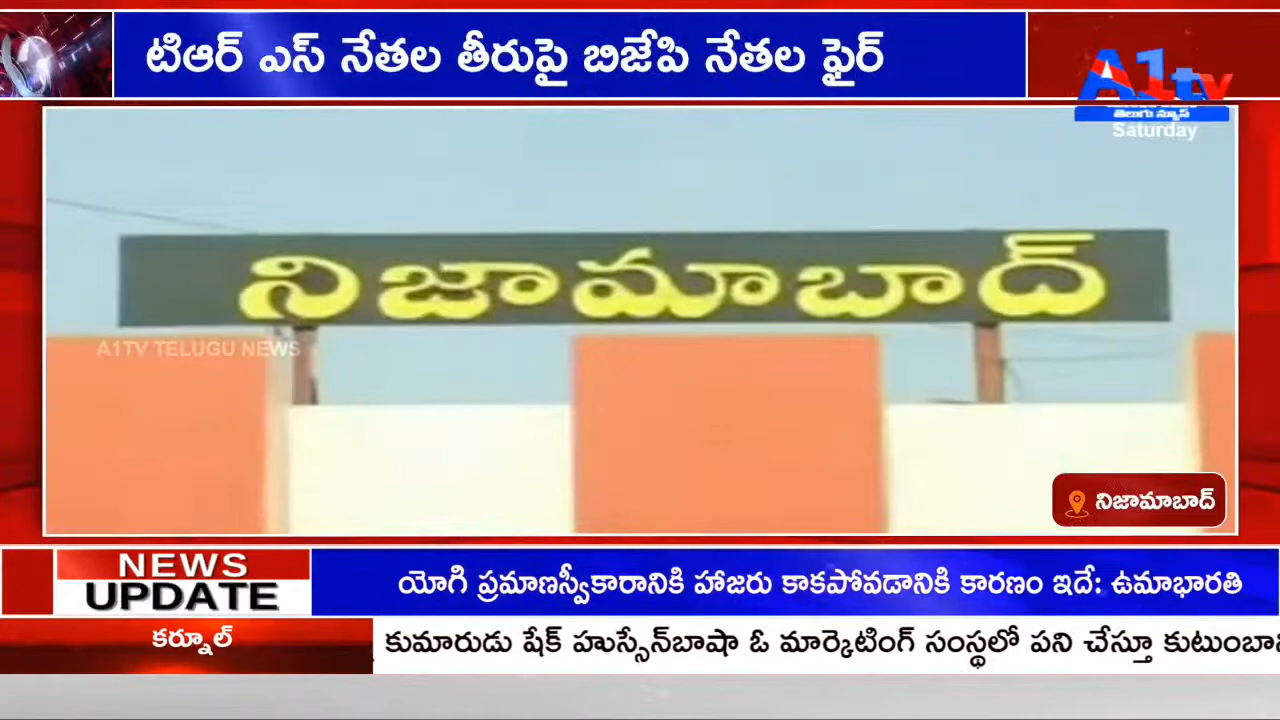 టిఆర్ ఎస్ నేతల తీరుపై బిజేపి నేతల ఫైర్
A1tv
తెలుగు న్యూస్
Saturday
నిజామాబాద్
A1TV TELUGU NEWS
నిజామాబాద్
NEWS
UPDATE
యోగి ప్రమాణస్వీకారానికి హాజరు కాకపోవడానికి కారణం ఇదే: ఉమాభారతి
కర్నూల్
కుమారుడు షేక్ హుస్సేన్‌బాషా ఓ మార్కెటింగ్ సంస్థలో పని చేస్తూ